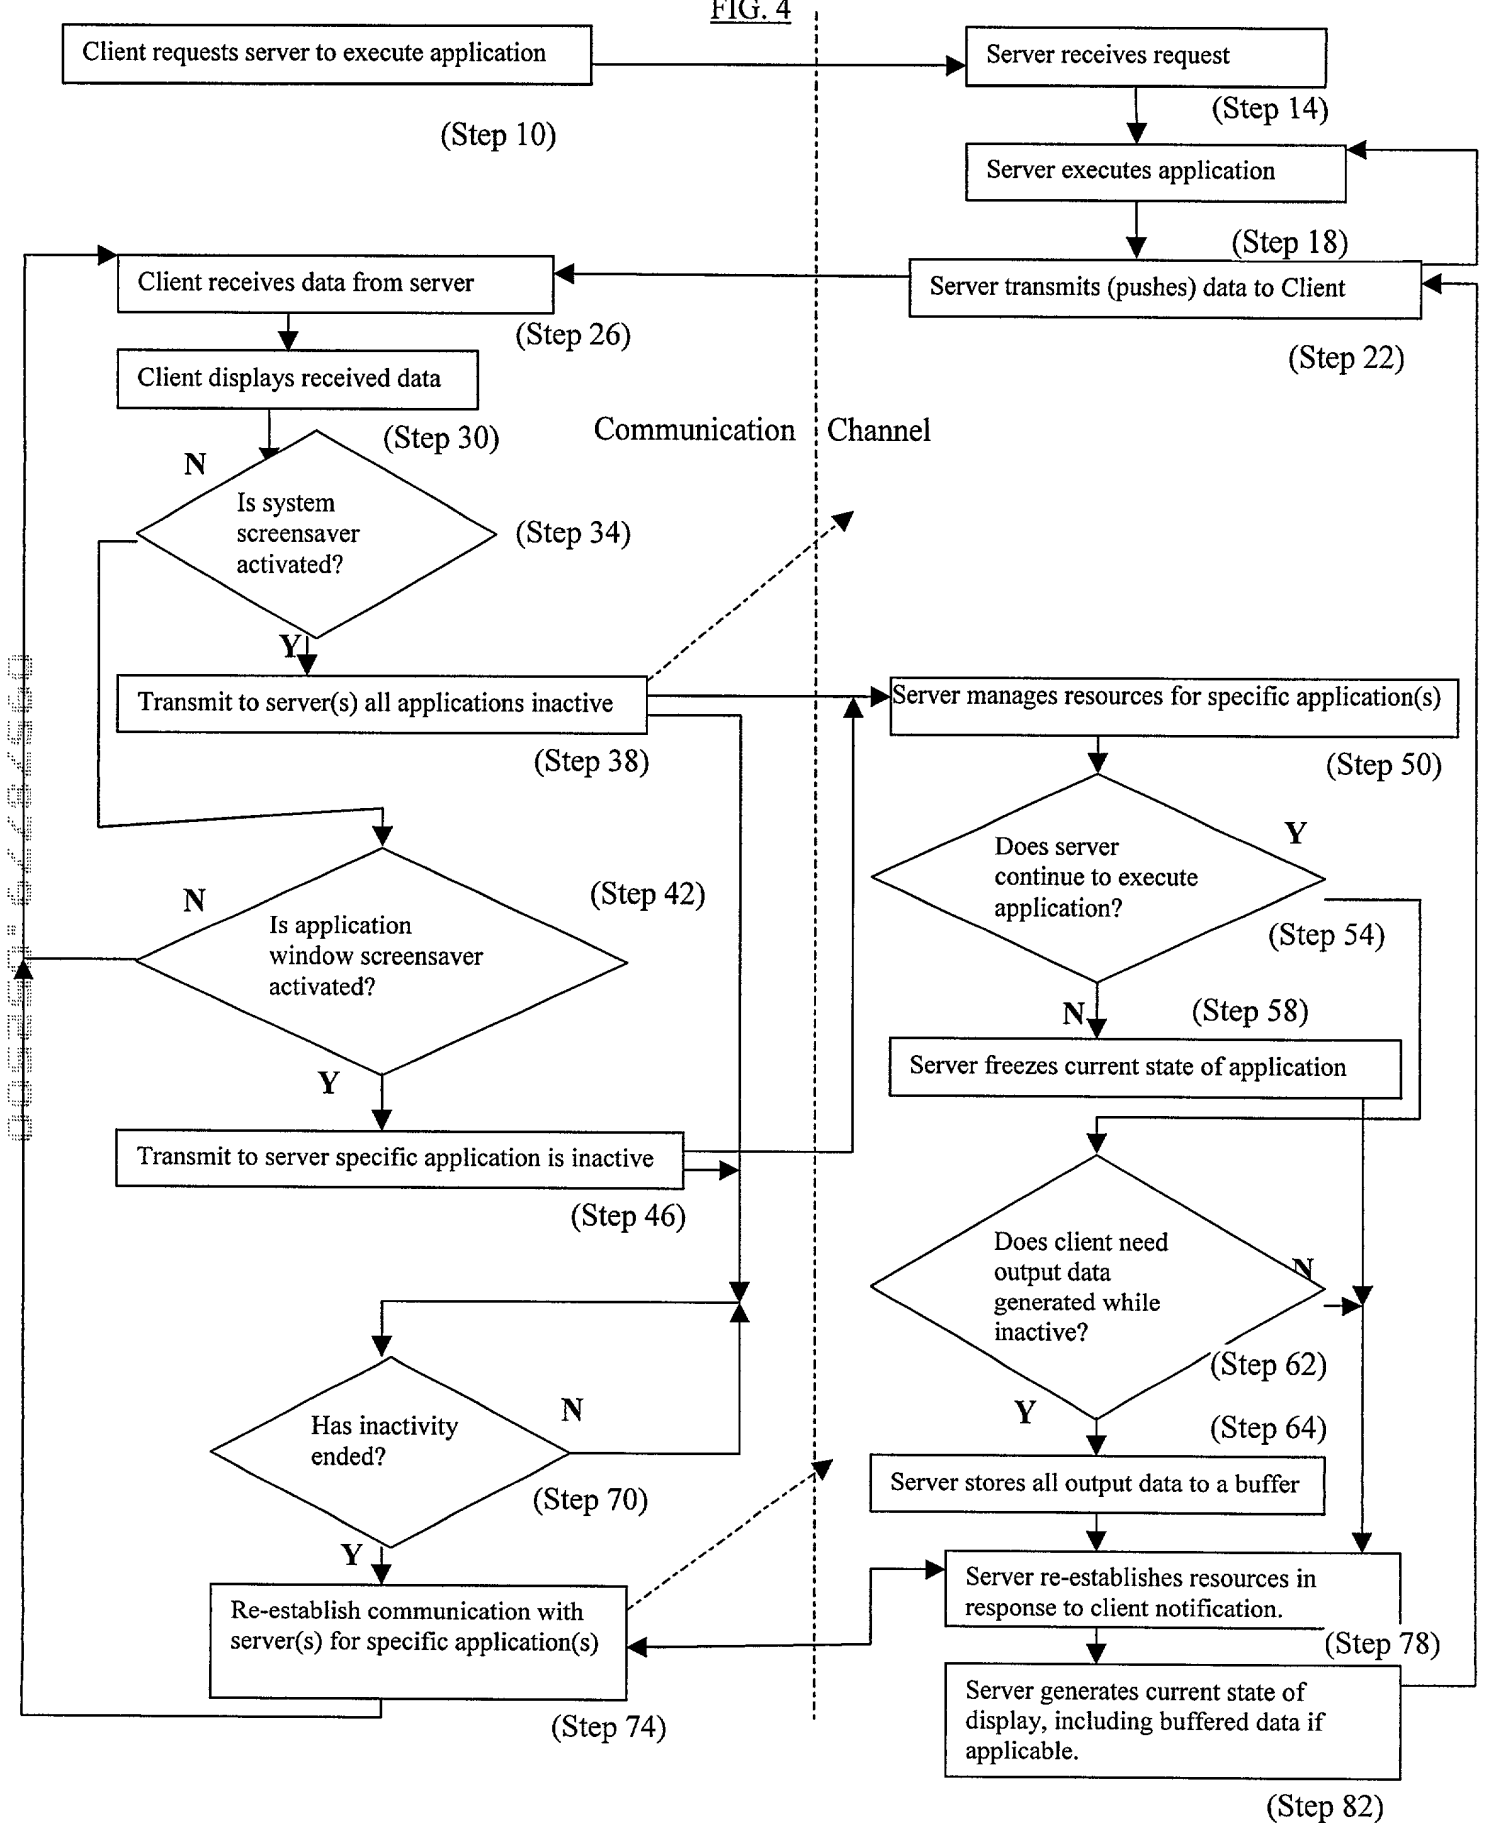 FIG. 4
Client requests server to execute application
(Step 10)
Server receives request
(Step 14)
Server executes application
(Step 18)
Server transmits (pushes) data to Client
(Step 22)
Client receives data from server
(Step 26)
Client displays received data
(Step 30)
Communication Channel
N
Is system
screensaver
activated?
(Step 34)
Y
Transmit to server(s) all applications inactive
(Step 38)
Server manages resources for specific application(s)
(Step 50)
Does server
continue to execute
application?
Y
(Step 54)
N
(Step 58)
Server freezes current state of application
N
(Step 42)
Is application
window screensaver
activated?
Y
Transmit to server specific application is inactive
(Step 46)
Does client need
output data
generated while
inactive?
N
(Step 62)
Y
(Step 64)
Server stores all output data to a buffer
Has inactivity
ended?
N
(Step 70)
Y
Re-establish communication with
server(s) for specific application(s)
(Step 74)
Server re-establishes resources in
response to client notification.
(Step 78)
Server generates current state of
display, including buffered data if
applicable.
(Step 82)